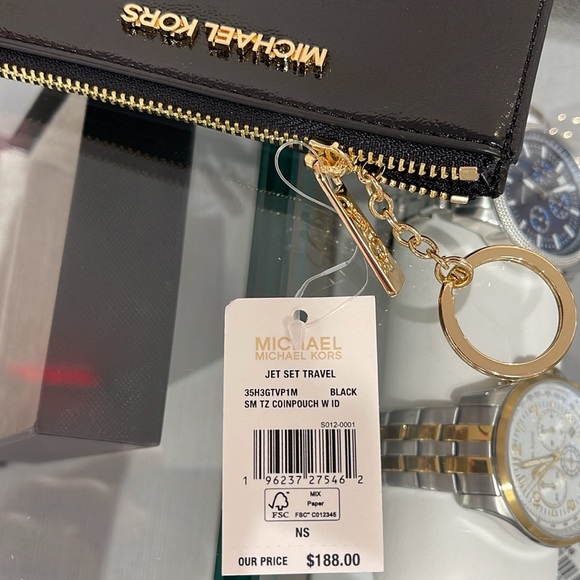 MICHAEL KORS
MICHAEL
MICHAEL KORS
JET SET TRAVEL
35H3GTVP1M BLACK
SM TZ COINPOUCH W ID
S012-0001
1 96237 27546 2
FSC
MIX
Paper
FSC® C012345
NS
OUR PRICE $188.00